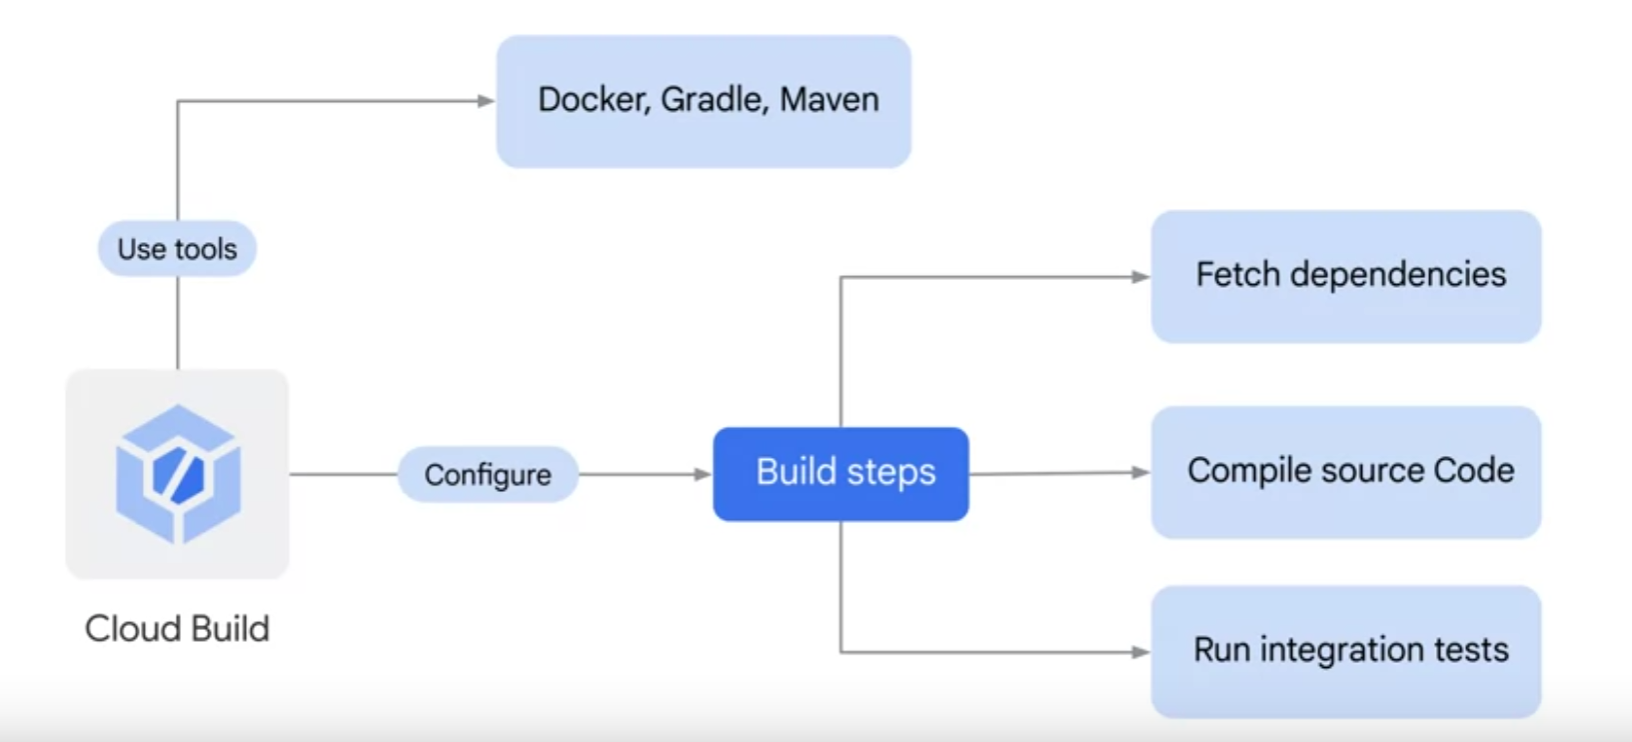 Docker, Gradle, Maven
Use tools
Fetch dependencies
Configure
Build steps
Compile source Code
Cloud Build
Run integration tests